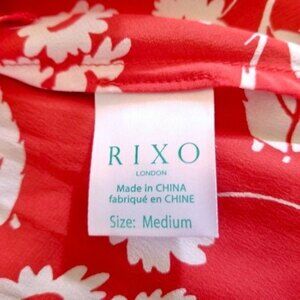 RIXO
LONDON
Made in CHINA
fabriqué en CHINE
Size: Medium